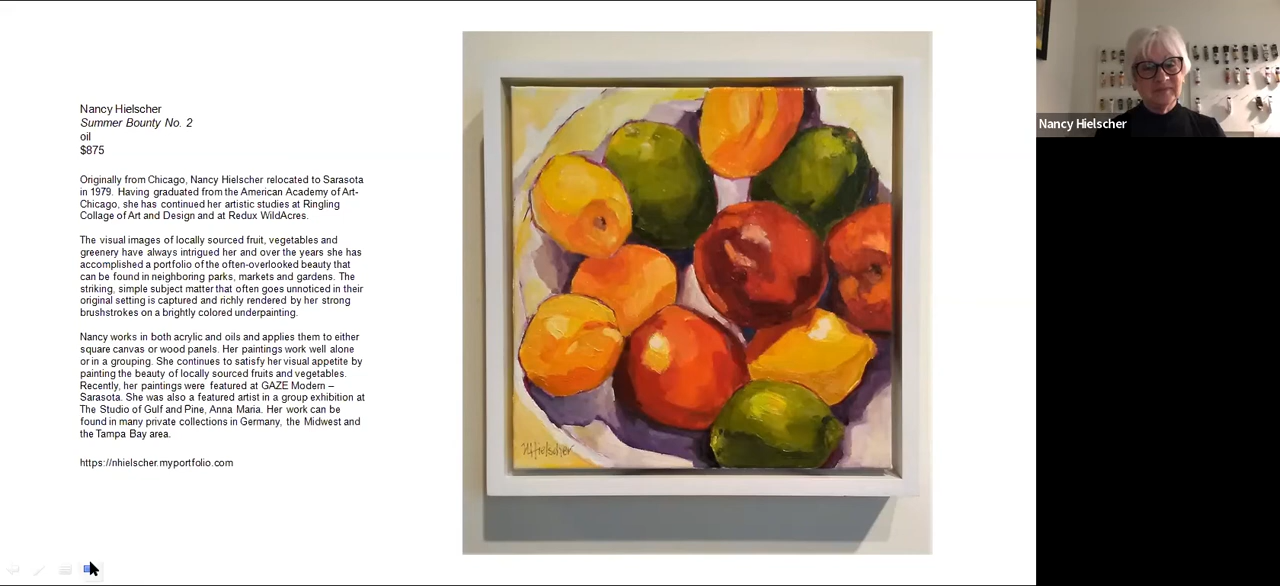 Nancy Hielscher
Summer Bounty No. 2
oil
$875
Originally from Chicago, Nancy Hielscher relocated to Sarasota
in 1979. Having graduated from the American Academy of Art-
Chicago, she has continued her artistic studies at Ringling
Collage of Art and Design and at Redux WildAcres.
The visual images of locally sourced fruit, vegetables and
greenery have always intrigued her and over the years she has
accomplished a portfolio of the often-overlooked beauty that
can be found in neighboring parks, markets and gardens. The
striking, simple subject matter that often goes unnoticed in their
original setting is captured and richly rendered by her strong
brushstrokes on a brightly colored underpainting.
Nancy works in both acrylic and oils and applies them to either
square canvas or wood panels. Her paintings work well alone
or in a grouping. She continues to satisfy her visual appetite by
painting the beauty of locally sourced fruits and vegetables.
Recently, her paintings were featured at GAZE Modern –
Sarasota. She was also a featured artist in a group exhibition at
The Studio of Gulf and Pine, Anna Maria. Her work can be
found in many private collections in Germany, the Midwest and
the Tampa Bay area.
https://nhielscher.myportfolio.com
NHielscher
Nancy Hielscher